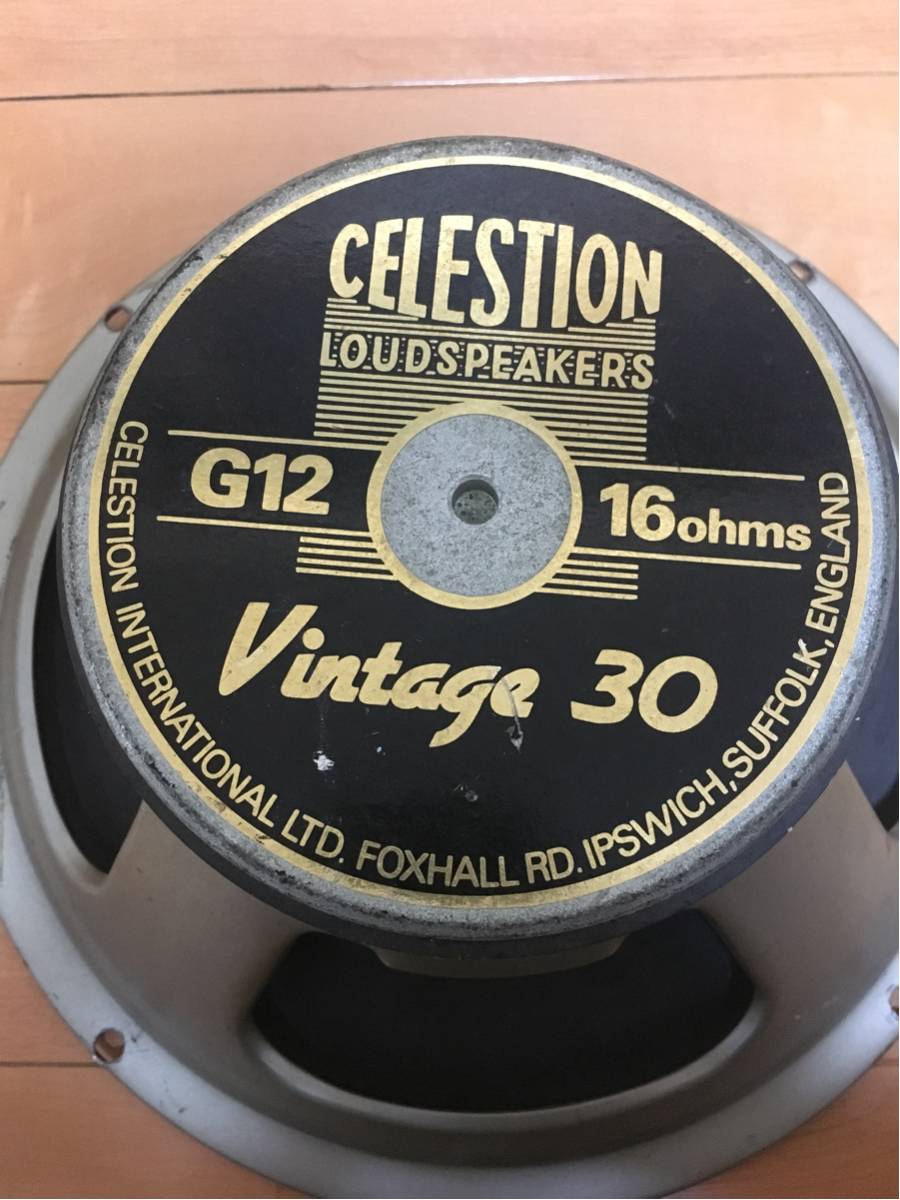 CELESTION
LOUDSPEAKERS
G12 16ohms
Vintage 30
CELESTION INTERNATIONAL LTD. FOXHALL RD. IPSWICH, SUFFOLK, ENGLAND